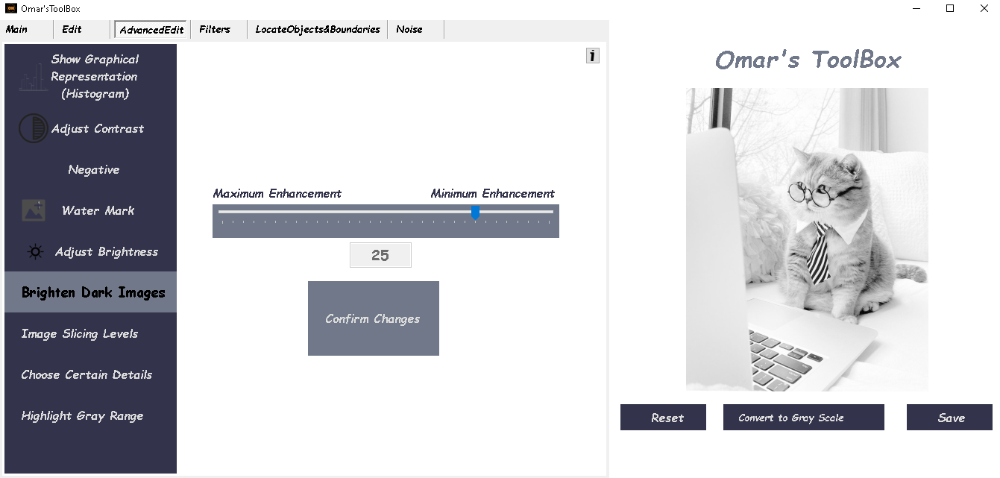 Omar'sToolBox
Main Edit AdvancedEdit Filters LocateObjects&Boundaries Noise
Show Graphical
Representation
(Histogram)
Adjust Contrast
Negative
Water Mark
Adjust Brightness
Brighten Dark Images
Image Slicing Levels
Choose Certain Details
Highlight Gray Range
i
Maximum Enhancement Minimum Enhancement
25
Confirm Changes
Omar's ToolBox
Reset Convert to Gray Scale Save